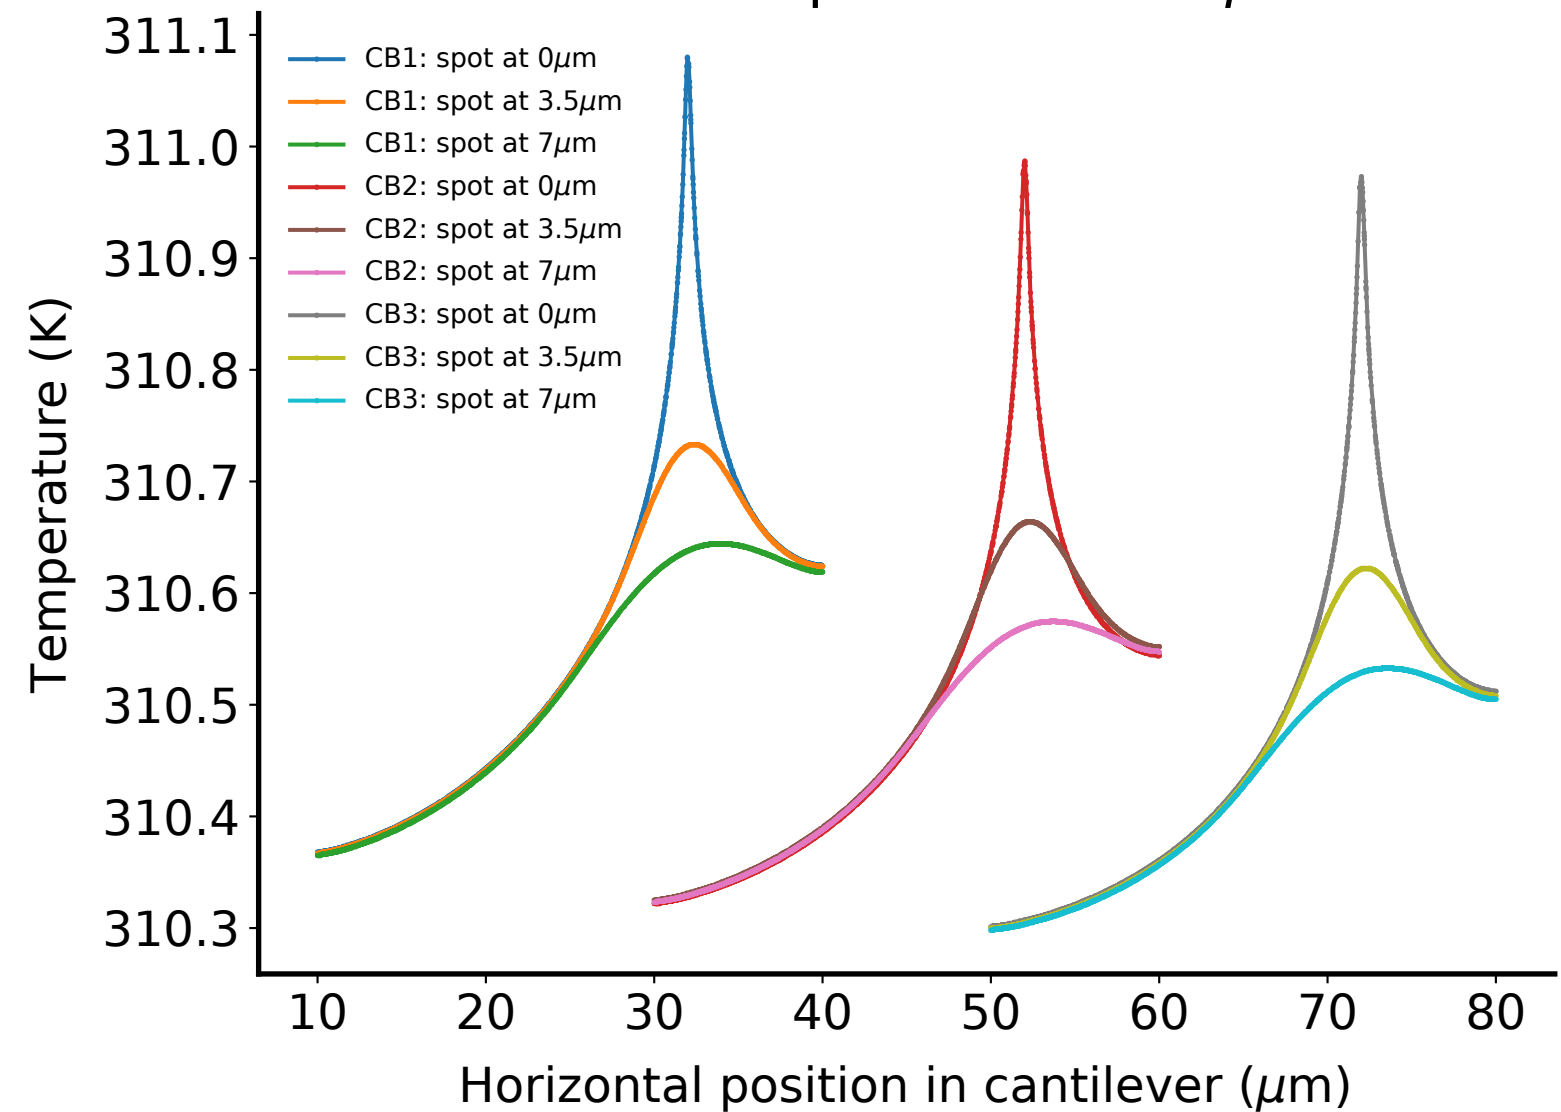 311.1
311.0
310.9
310.8
310.7
310.6
310.5
310.4
310.3
Temperature (K)
CB1: spot at 0μm
CB1: spot at 3.5μm
CB1: spot at 7μm
CB2: spot at 0μm
CB2: spot at 3.5μm
CB2: spot at 7μm
CB3: spot at 0μm
CB3: spot at 3.5μm
CB3: spot at 7μm
10 20 30 40 50 60 70 80
Horizontal position in cantilever (μm)